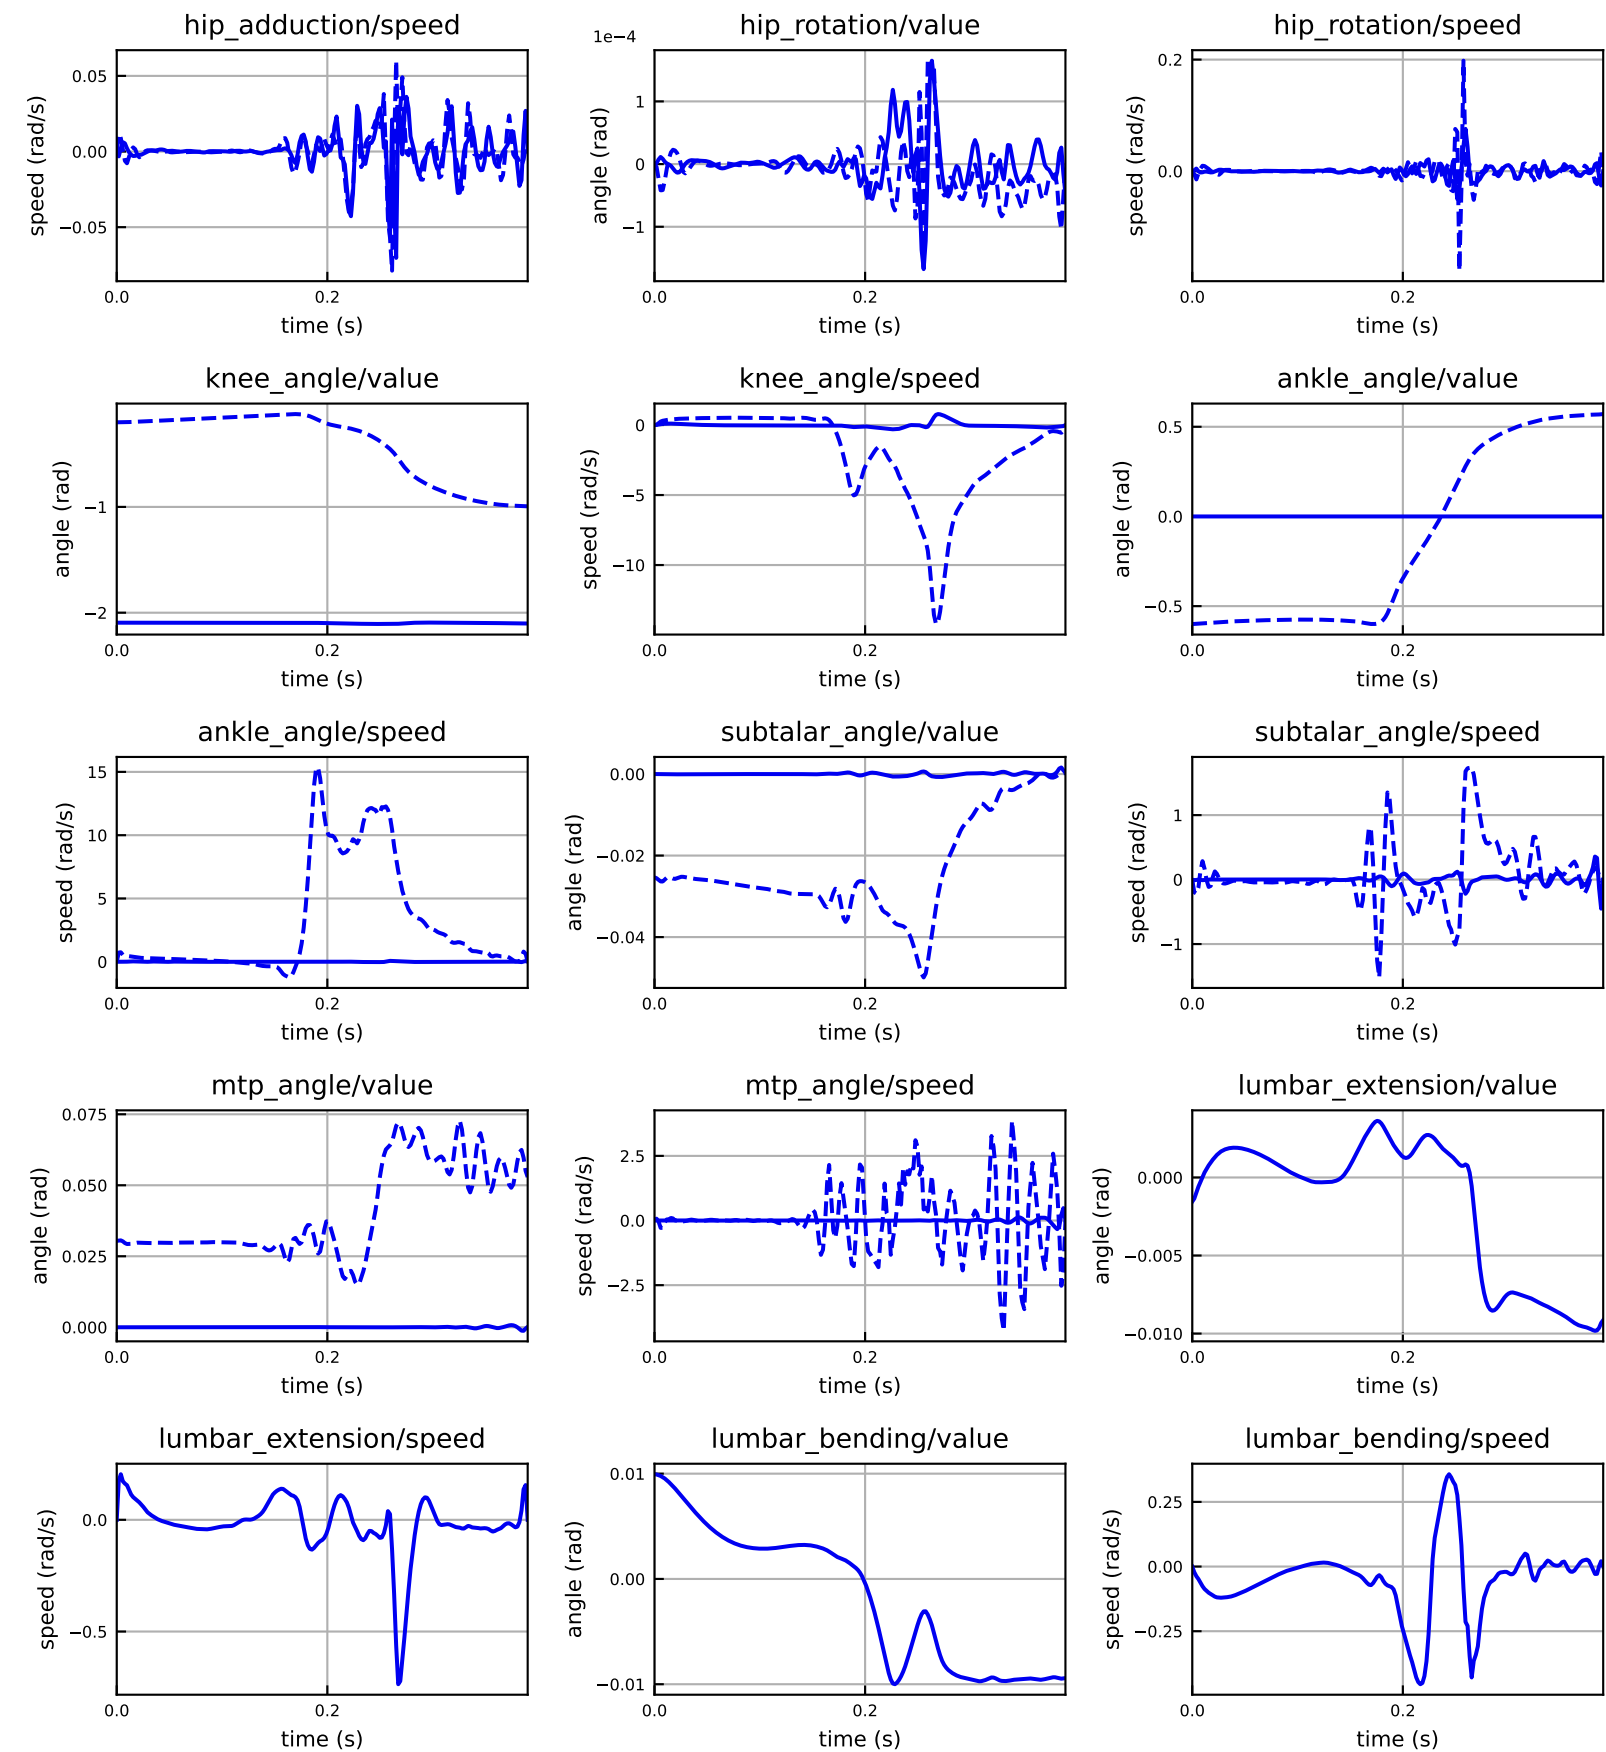 hip_adduction/speed
speed (rad/s)
0.05
0.00
−0.05
0.0
0.2
time (s)
hip_rotation/value
1e−4
angle (rad)
1
0
−1
0.0
0.2
time (s)
hip_rotation/speed
speed (rad/s)
0.2
0.0
0.0
0.2
time (s)
knee_angle/value
angle (rad)
−1
−2
0.0
0.2
time (s)
knee_angle/speed
speed (rad/s)
0
−5
−10
0.0
0.2
time (s)
ankle_angle/value
angle (rad)
0.5
0.0
−0.5
0.0
0.2
time (s)
ankle_angle/speed
speed (rad/s)
15
10
5
0
0.0
0.2
time (s)
subtalar_angle/value
angle (rad)
0.00
−0.02
−0.04
0.0
0.2
time (s)
subtalar_angle/speed
speed (rad/s)
1
0
−1
0.0
0.2
time (s)
mtp_angle/value
angle (rad)
0.075
0.050
0.025
0.000
0.0
0.2
time (s)
mtp_angle/speed
speed (rad/s)
2.5
0.0
−2.5
0.0
0.2
time (s)
lumbar_extension/value
angle (rad)
0.000
−0.005
−0.010
0.0
0.2
time (s)
lumbar_extension/speed
speed (rad/s)
0.0
−0.5
0.0
0.2
time (s)
lumbar_bending/value
angle (rad)
0.01
0.00
−0.01
0.0
0.2
time (s)
lumbar_bending/speed
speed (rad/s)
0.25
0.00
−0.25
0.0
0.2
time (s)